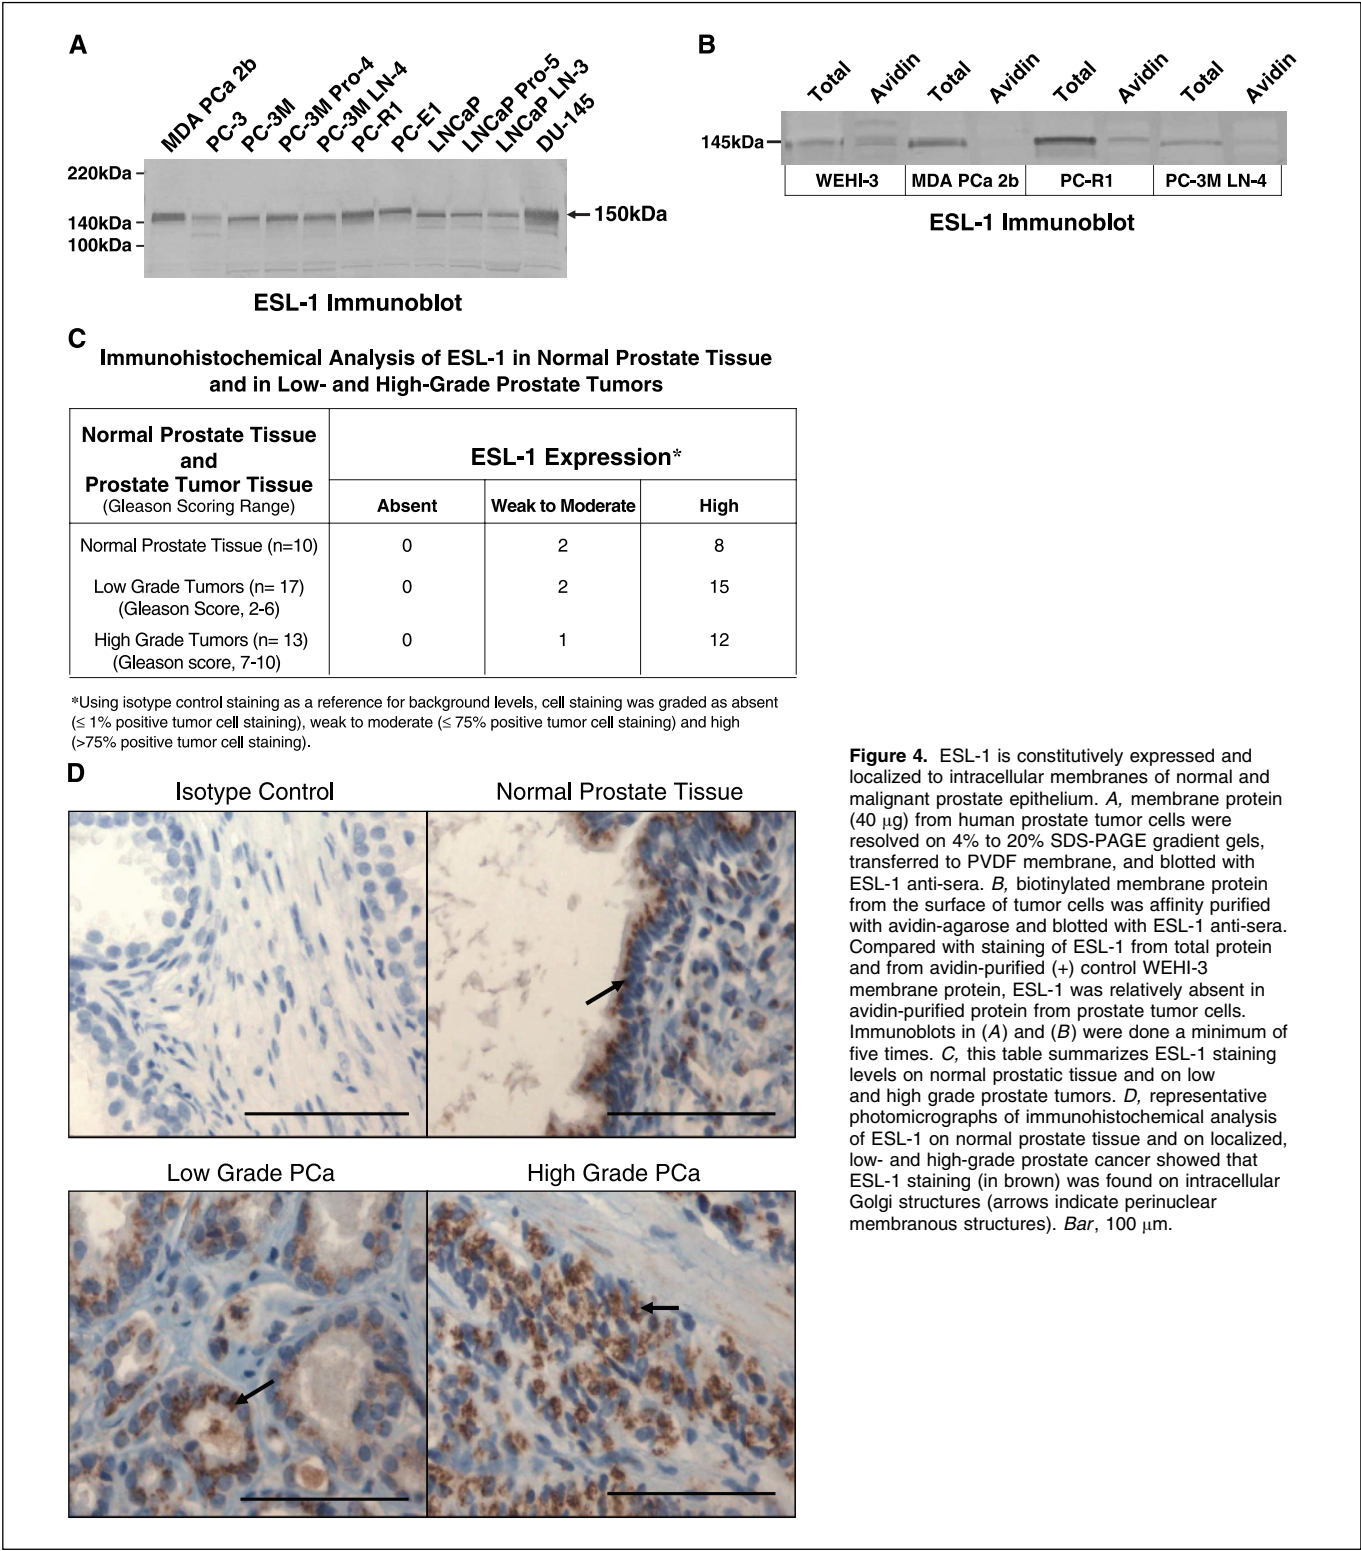 A
MDA PCa 2b
PC-3
PC-3M
PC-3M Pro-4
PC-3M LN-4
PC-R1
PC-E1
LNCaP
LNCaP Pro-5
LNCaP LN-3
DU-145
220kDa
140kDa
100kDa
150kDa
ESL-1 Immunoblot
B
Total
Avidin
Total
Avidin
Total
Avidin
Total
Avidin
145kDa
WEHI-3
MDA PCa 2b
PC-R1
PC-3M LN-4
ESL-1 Immunoblot
C
Immunohistochemical Analysis of ESL-1 in Normal Prostate Tissue
and in Low- and High-Grade Prostate Tumors
Normal Prostate Tissue
and
Prostate Tumor Tissue
(Gleason Scoring Range)
ESL-1 Expression*
Absent Weak to Moderate High
Normal Prostate Tissue (n=10) 0 2 8
Low Grade Tumors (n= 17) 0 2 15
(Gleason Score, 2-6)
High Grade Tumors (n= 13) 0 1 12
(Gleason score, 7-10)
*Using isotype control staining as a reference for background levels, cell staining was graded as absent
(≤ 1% positive tumor cell staining), weak to moderate (≤ 75% positive tumor cell staining) and high
(>75% positive tumor cell staining).
D
Isotype Control
Normal Prostate Tissue
Low Grade PCa
High Grade PCa
Figure 4. ESL-1 is constitutively expressed and
localized to intracellular membranes of normal and
malignant prostate epithelium. A, membrane protein
(40 μg) from human prostate tumor cells were
resolved on 4% to 20% SDS-PAGE gradient gels,
transferred to PVDF membrane, and blotted with
ESL-1 anti-sera. B, biotinylated membrane protein
from the surface of tumor cells was affinity purified
with avidin-agarose and blotted with ESL-1 anti-sera.
Compared with staining of ESL-1 from total protein
and from avidin-purified (+) control WEHI-3
membrane protein, ESL-1 was relatively absent in
avidin-purified protein from prostate tumor cells.
Immunoblots in (A) and (B) were done a minimum of
five times. C, this table summarizes ESL-1 staining
levels on normal prostatic tissue and on low
and high grade prostate tumors. D, representative
photomicrographs of immunohistochemical analysis
of ESL-1 on normal prostate tissue and on localized,
low- and high-grade prostate cancer showed that
ESL-1 staining (in brown) was found on intracellular
Golgi structures (arrows indicate perinuclear
membranous structures). Bar, 100 μm.